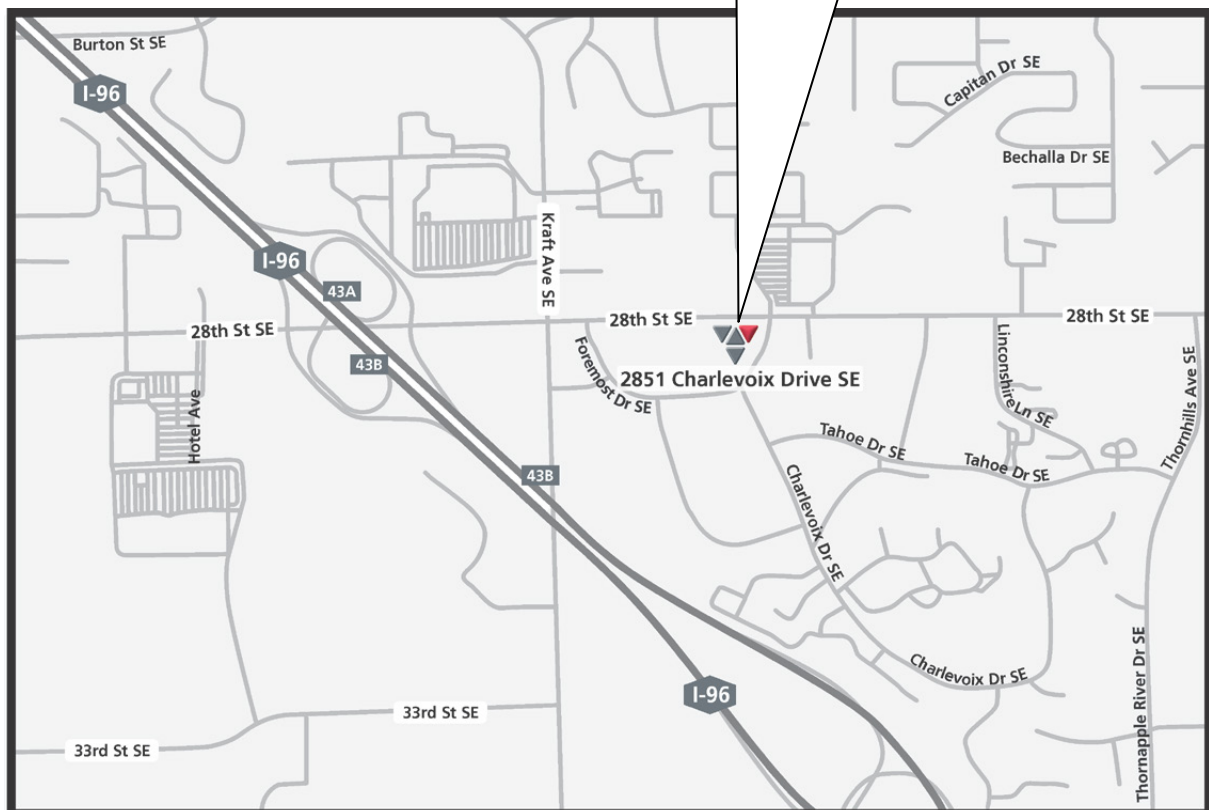 Burton St SE
Capitan Dr SE
I-96
Bechalla Dr SE
Kraft Ave SE
I-96
43A
28th St SE
28th St SE
28th St SE
43B
Foremost Dr SE
2851 Charlevoix Drive SE
Linconshire Ln SE
Thornhills Ave SE
Hotel Ave
Tahoe Dr SE
Tahoe Dr SE
43B
Charlevoix Dr SE
Charlevoix Dr SE
Thornapple River Dr SE
I-96
33rd St SE
33rd St SE